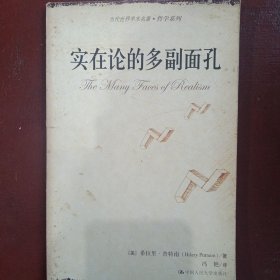 当代世界学术名著·哲学系列
实在论的多副面孔
The Many Faces of Realism
[美] 希拉里·普特南（Hilary Putnam）著
冯艳 译
中国人民大学出版社